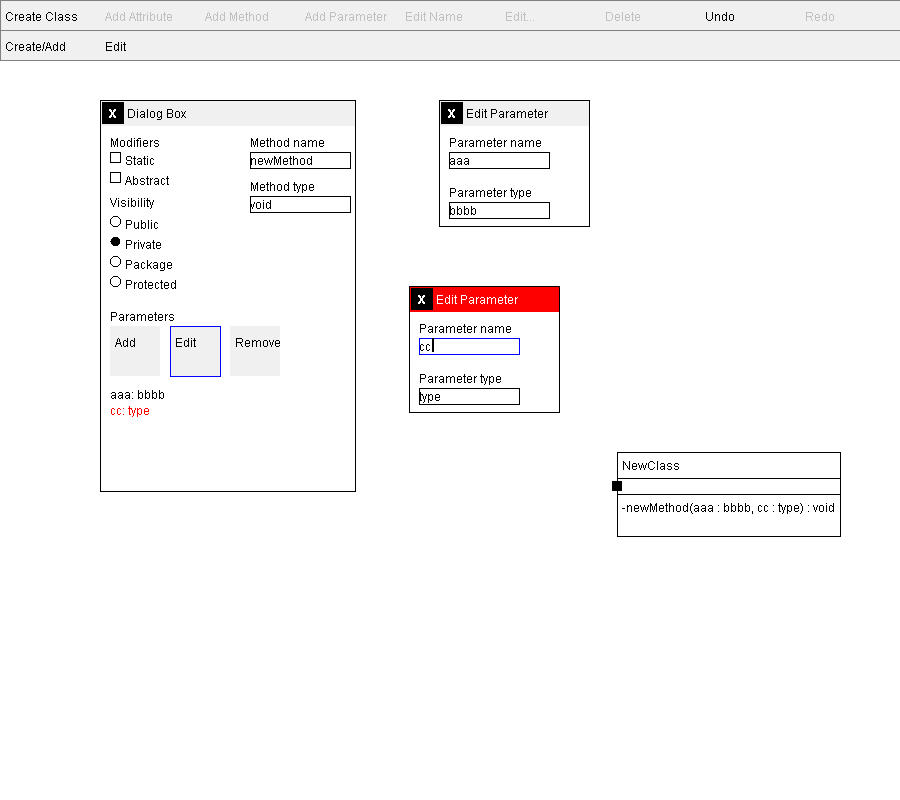 Create Class Add Attribute Add Method Add Parameter Edit Name Edit... Delete Undo Redo
Create/Add Edit
X Dialog Box
Modifiers
Static
Abstract
Visibility
Public
Private
Package
Protected
Method name
newMethod
Method type
void
Parameters
Add Edit Remove
aaa: bbbb
cc: type
X Edit Parameter
Parameter name
aaa
Parameter type
bbbb
X Edit Parameter
Parameter name
cc
Parameter type
type
NewClass
-newMethod(aaa : bbbb, cc : type) : void